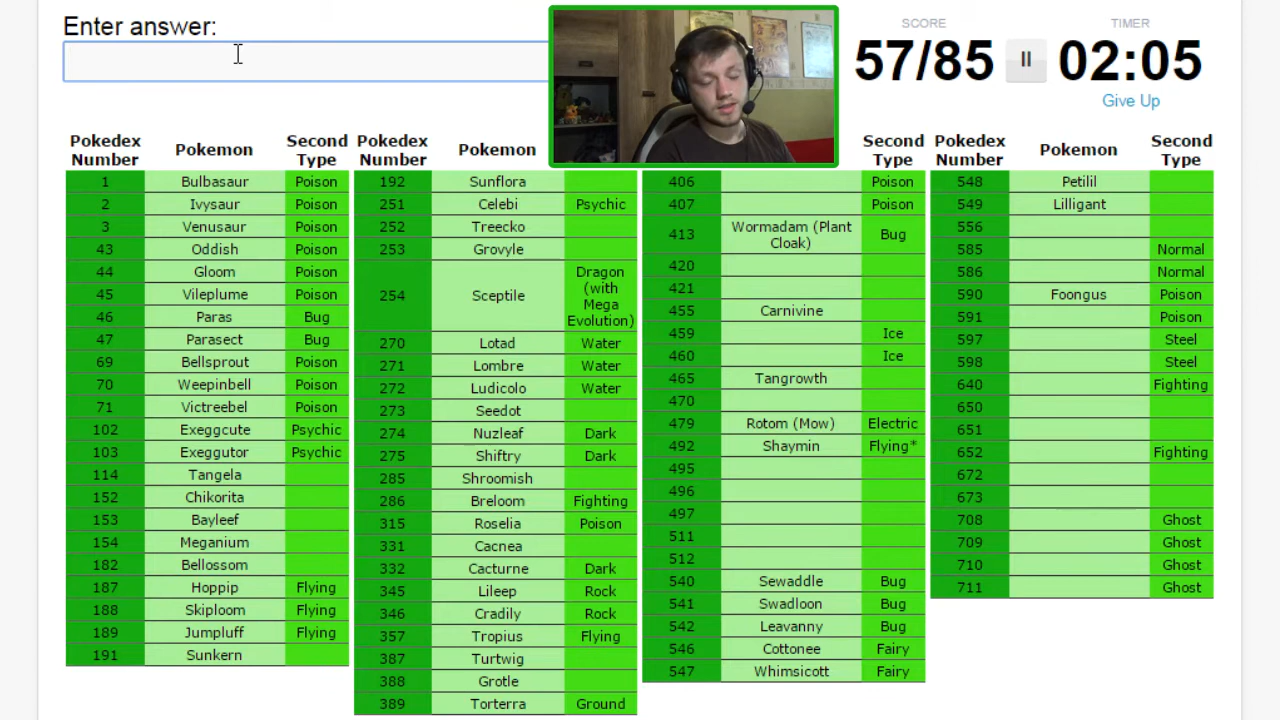 Enter answer:
SCORE
57/85
TIMER
02:05
Give Up
Pokedex Number Pokemon Second Type
1 Bulbasaur Poison
2 Ivysaur Poison
3 Venusaur Poison
43 Oddish Poison
44 Gloom Poison
45 Vileplume Poison
46 Paras Bug
47 Parasect Bug
69 Bellsprout Poison
70 Weepinbell Poison
71 Victreebel Poison
102 Exeggcute Psychic
103 Exeggutor Psychic
114 Tangela
152 Chikorita
153 Bayleef
154 Meganium
182 Bellossom
187 Hoppip Flying
188 Skiploom Flying
189 Jumpluff Flying
191 Sunkern
Pokedex Number Pokemon
192 Sunflora
251 Celebi Psychic
252 Treecko
253 Grovyle
254 Sceptile Dragon (with Mega Evolution)
270 Lotad Water
271 Lombre Water
272 Ludicolo Water
273 Seedot
274 Nuzleaf Dark
275 Shiftry Dark
285 Shroomish
286 Breloom Fighting
315 Roselia Poison
331 Cacnea
332 Cacturne Dark
345 Lileep Rock
346 Cradily Rock
357 Tropius Flying
387 Turtwig
388 Grotle
389 Torterra Ground
Second Type
406 Poison
407 Poison
413 Wormadam (Plant Cloak) Bug
420
421
455 Carnivine
459 Ice
460 Ice
465 Tangrowth
470
479 Rotom (Mow) Electric
492 Shaymin Flying*
495
496
497
511
512
540 Sewaddle Bug
541 Swadloon Bug
542 Leavanny Bug
546 Cottonee Fairy
547 Whimsicott Fairy
Pokedex Number Pokemon Second Type
548 Petilil
549 Lilligant
556
585 Normal
586 Normal
590 Foongus Poison
591 Poison
597 Steel
598 Steel
640 Fighting
650
651
652 Fighting
672
673
708 Ghost
709 Ghost
710 Ghost
711 Ghost